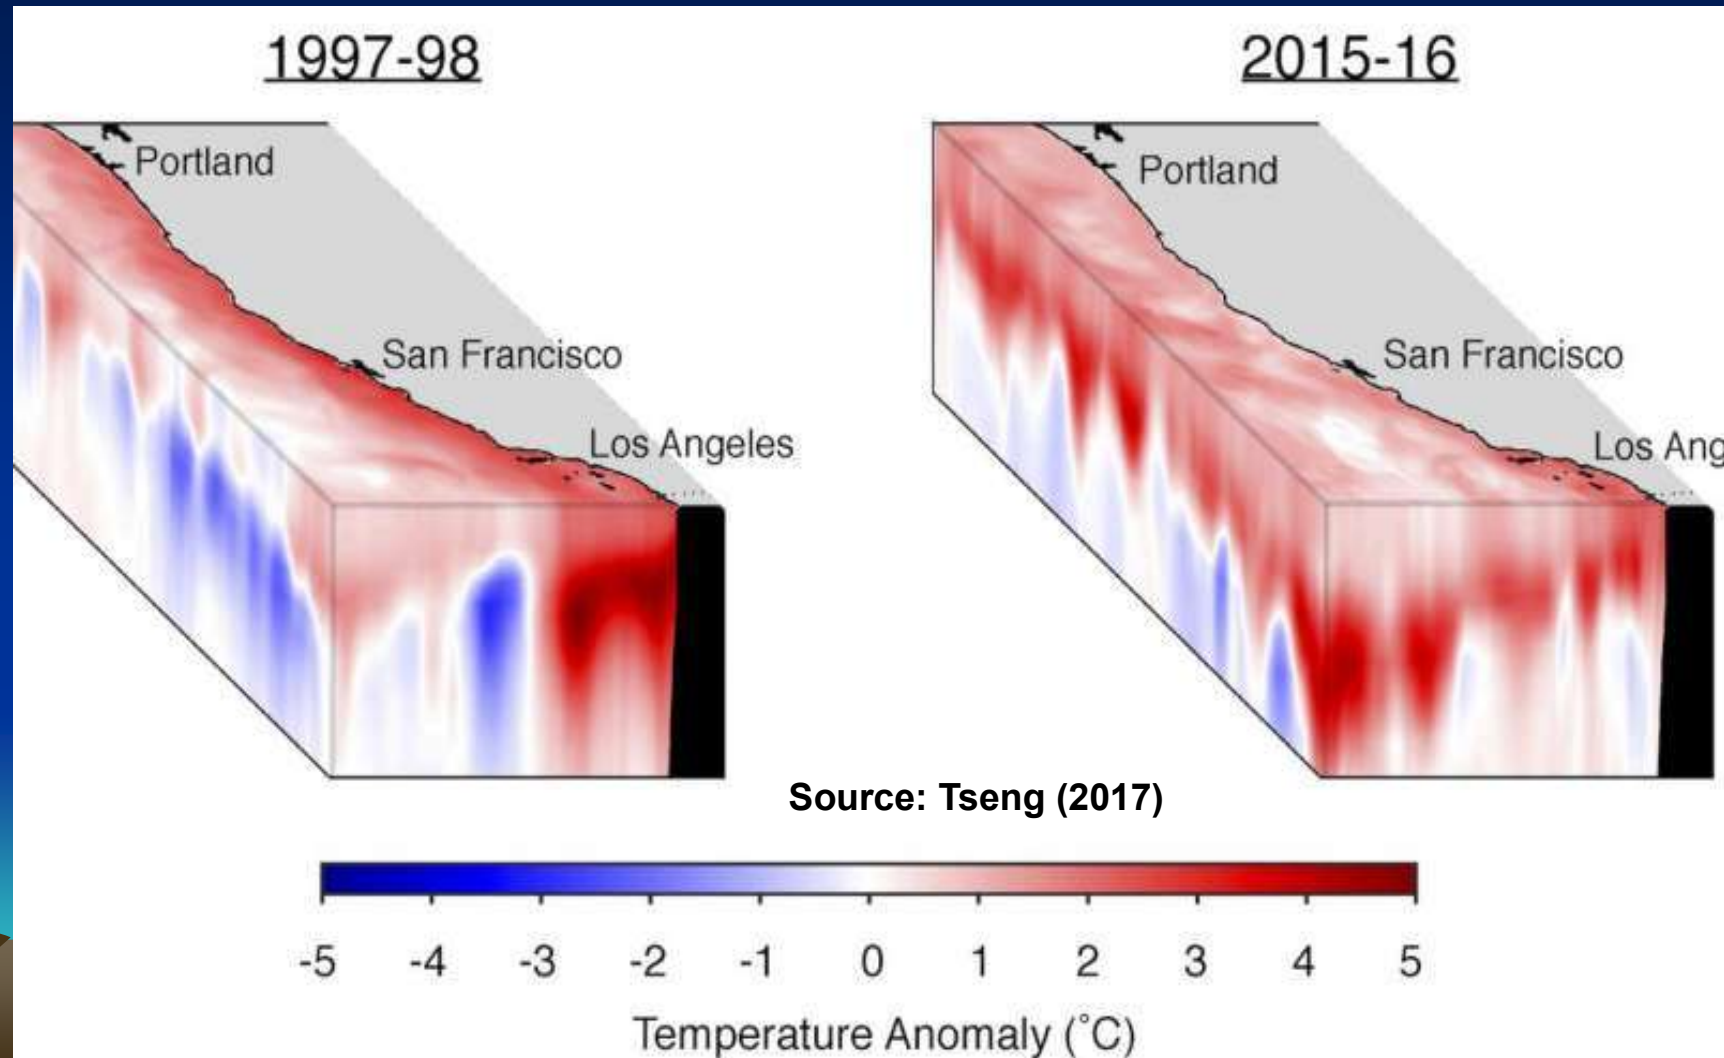 1997-98
2015-16
Portland
Portland
San Francisco
San Francisco
Los Angeles
Los Ang
Source: Tseng (2017)
-5 -4 -3 -2 -1 0 1 2 3 4 5
Temperature Anomaly (°C)